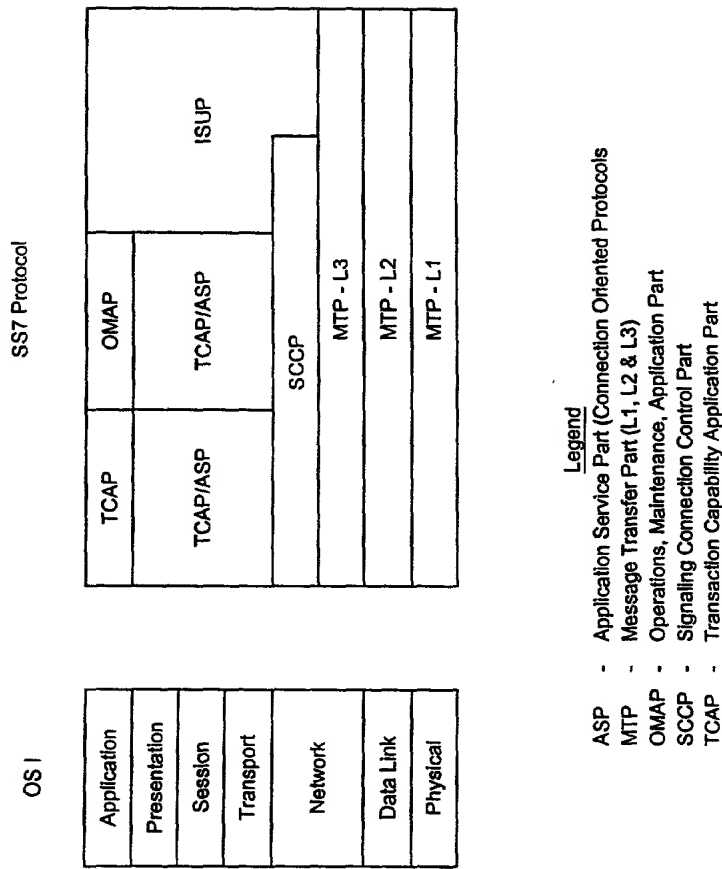 OS I
Application
Presentation
Session
Transport
Network
Data Link
Physical
SS7 Protocol
TCAP
OMAP
TCAP/ASP
TCAP/ASP
ISUP
SCCP
MTP - L3
MTP - L2
MTP - L1
Legend
ASP - Application Service Part (Connection Oriented Protocols
MTP - Message Transfer Part (L1, L2 & L3)
OMAP - Operations, Maintenance, Application Part
SCCP - Signaling Connection Control Part
TCAP - Transaction Capability Application Part